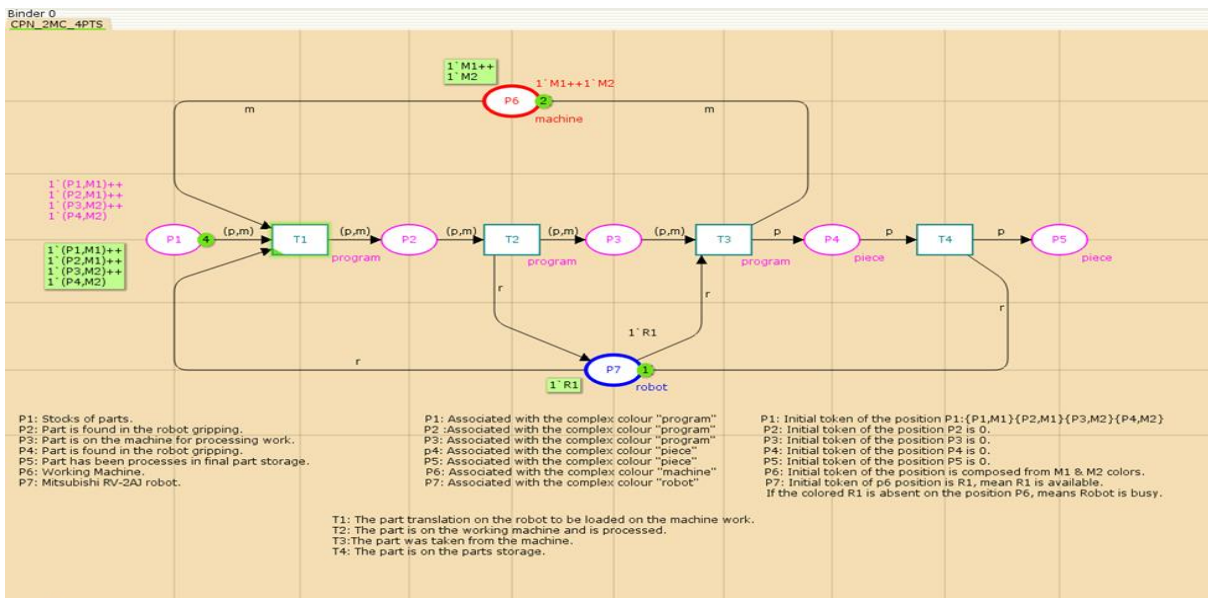 Binder 0
CPN_2MC_4PTS
1`M1++
1`M2
1`M1++1`M2
P6
2
machine
m
m
1`(P1,M1)++
1`(P2,M1)++
1`(P3,M2)++
1`(P4,M2)
P1
4
(p,m)
T1
(p,m)
P2
(p,m)
T2
(p,m)
P3
(p,m)
T3
p
P4
p
T4
p
P5
program
program
program
piece
piece
1`(P1,M1)++
1`(P2,M1)++
1`(P3,M2)++
1`(P4,M2)
r
r
r
1`R1
r
P7
1
1`R1
robot
P1: Stocks of parts.
P2: Part is found in the robot gripping.
P3: Part is on the machine for processing work.
P4: Part is found in the robot gripping.
P5: Part has been processes in final part storage.
P6: Working Machine.
P7: Mitsubishi RV-2AJ robot.
P1: Associated with the complex colour "program"
P2 :Associated with the complex colour "program"
P3: Associated with the complex colour "program"
p4: Associated with the complex colour "piece"
P5: Associated with the complex colour "piece"
P6: Associated with the complex colour "machine"
P7: Associated with the complex colour "robot"
P1: Initial token of the position P1:{P1,M1}{P2,M1}{P3,M2}{P4,M2}
P2: Initial token of the position P2 is 0.
P3: Initial token of the position P3 is 0.
P4: Initial token of the position P4 is 0.
P5: Initial token of the position P5 is 0.
P6: Initial token of the position is composed from M1 & M2 colors.
P7: Initial token of p6 position is R1, mean R1 is available.
If the colored R1 is absent on the position P6, means Robot is busy.
T1: The part translation on the robot to be loaded on the machine work.
T2: The part is on the working machine and is processed.
T3:The part was taken from the machine.
T4: The part is on the parts storage.